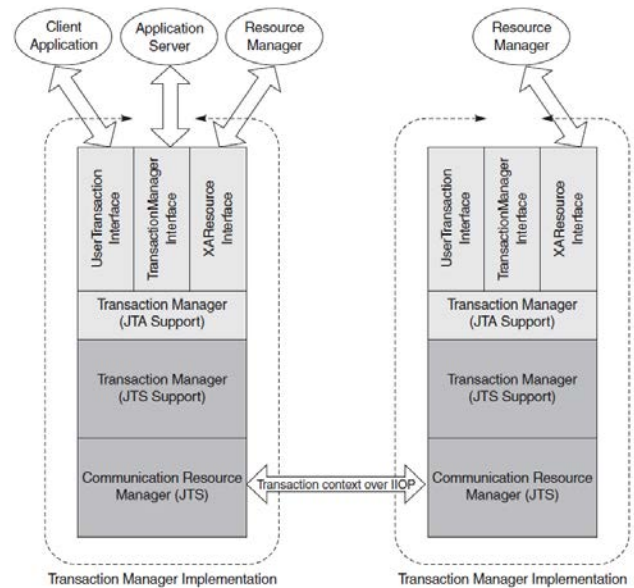 Client
Application
Application
Server
Resource
Manager
Resource
Manager
UserTransaction
Interface
TransactionManager
Interface
XAResource
Interface
UserTransaction
Interface
TransactionManager
Interface
XAResource
Interface
Transaction Manager
(JTA Support)
Transaction Manager
(JTA Support)
Transaction Manager
(JTS Support)
Transaction Manager
(JTS Support)
Communication Resource
Manager (JTS)
Transaction context over IIOP
Communication Resource
Manager (JTS)
Transaction Manager Implementation
Transaction Manager Implementation